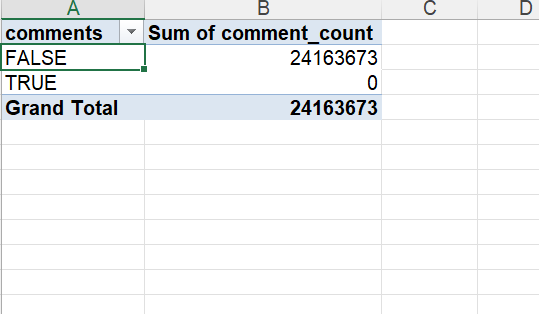 A B C D
comments Sum of comment_count
FALSE 24163673
TRUE 0
Grand Total 24163673